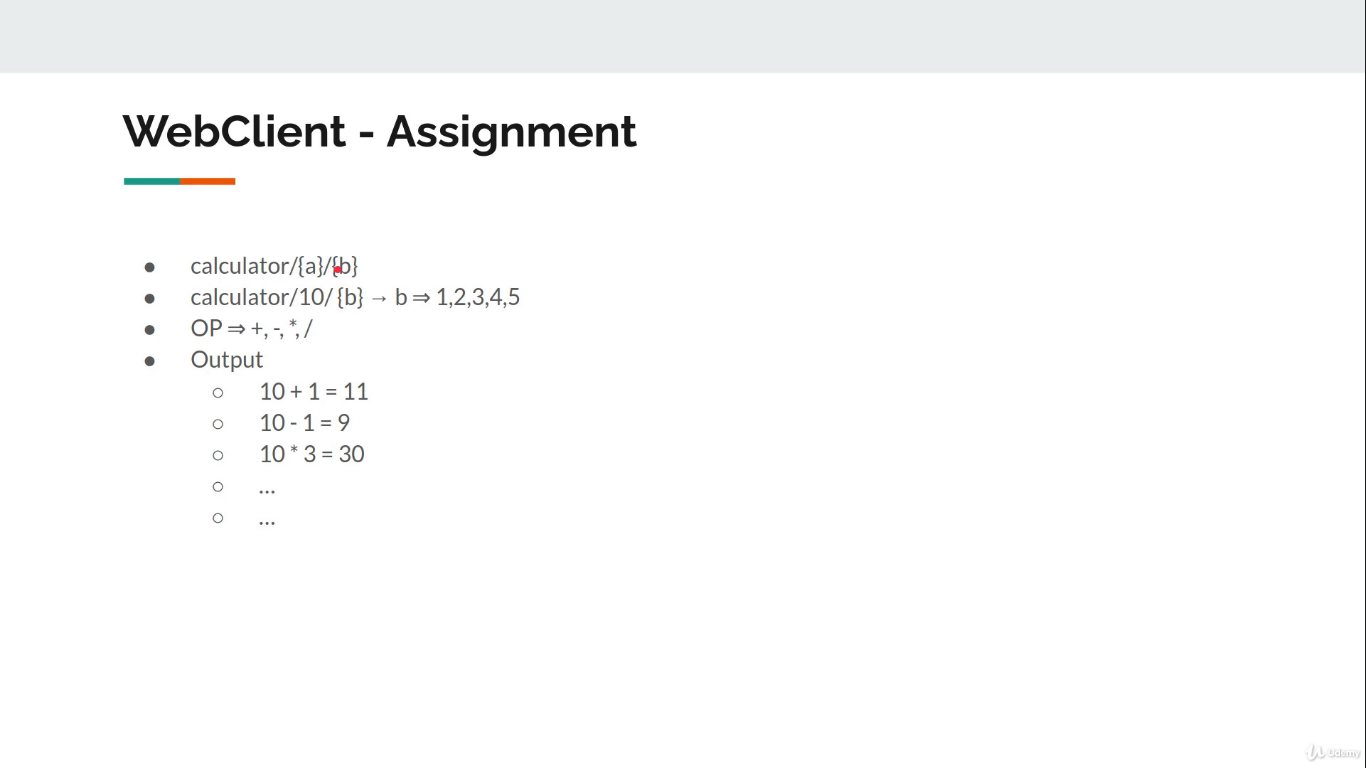 WebClient - Assignment
● calculator/{a}/{b}
● calculator/10/ {b} → b ⇒ 1,2,3,4,5
● OP ⇒ +, -, *, /
● Output
○ 10 + 1 = 11
○ 10 - 1 = 9
○ 10 * 3 = 30
○ ...
○ ...
Udemy